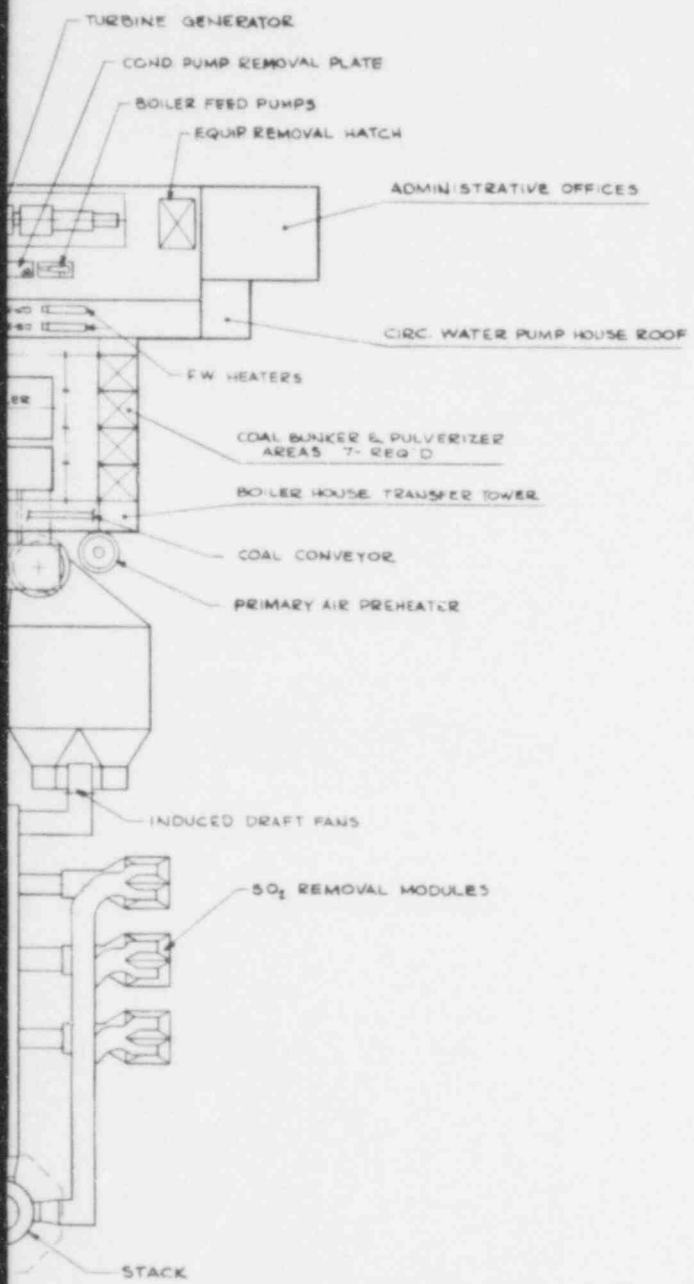 TURBINE GENERATOR
COND PUMP REMOVAL PLATE
BOILER FEED PUMPS
EQUIP REMOVAL HATCH
ADMINISTRATIVE OFFICES
CIRC. WATER PUMP HOUSE ROOF
FW HEATERS
LER
COAL BUNKER & PULVERIZER
AREAS 7- REQ'D
BOILER HOUSE TRANSFER TOWER
COAL CONVEYOR
PRIMARY AIR PREHEATER
INDUCED DRAFT FANS
SO₂ REMOVAL MODULES
STACK